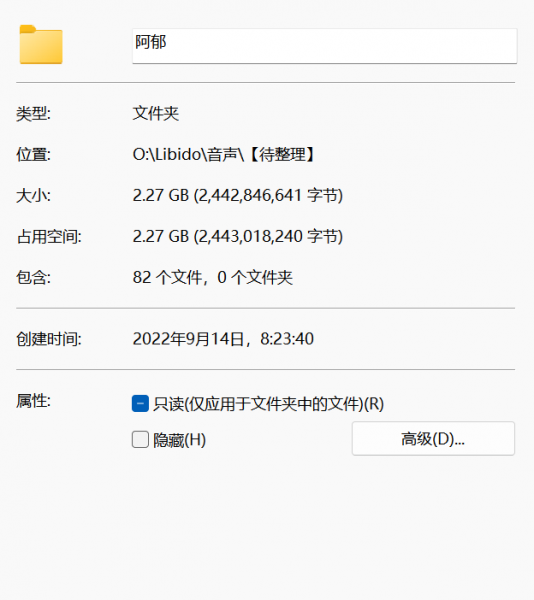 阿郁
类型: 文件夹
位置: O:\Libido\音声\【待整理】
大小: 2.27 GB (2,442,846,641 字节)
占用空间: 2.27 GB (2,443,018,240 字节)
包含: 82 个文件，0 个文件夹
创建时间: 2022年9月14日，8:23:40
属性: 只读(仅应用于文件夹中的文件)(R)
隐藏(H) 高级(D)...